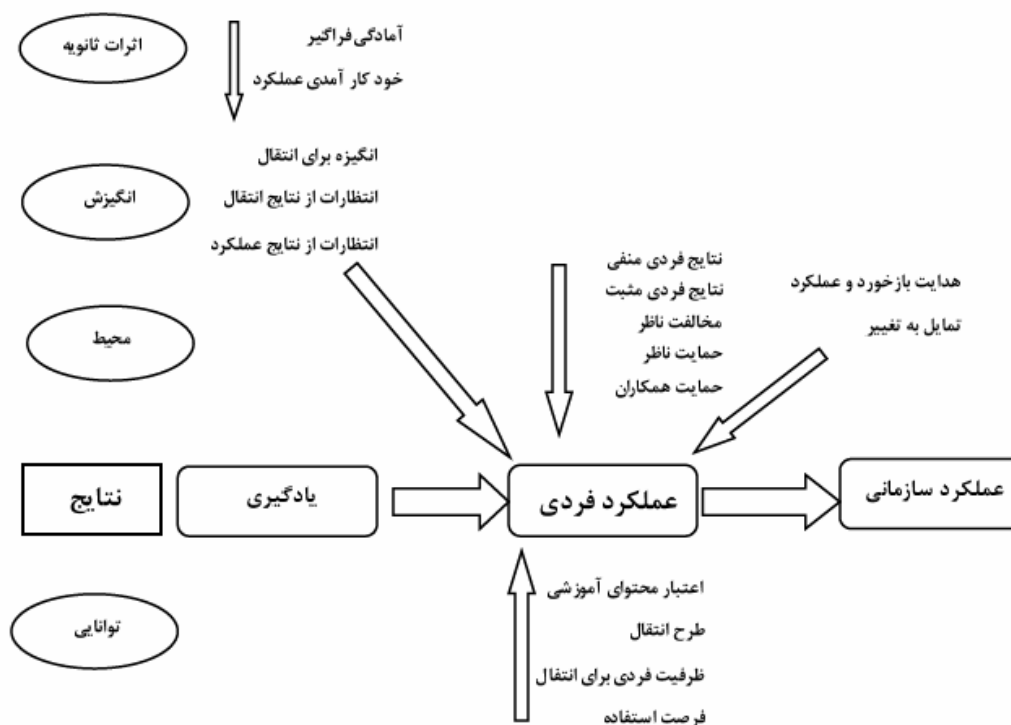 اثرات ثانویه
آمادگی فراگیر
خود کار آمدی عملکرد
انگیزش
انگیزه برای انتقال
انتظارات از نتایج انتقال
انتظارات از نتایج عملکرد
محیط
نتایج فردی منفی
نتایج فردی مثبت
مخالفت ناظر
حمایت ناظر
حمایت همکاران
هدایت بازخورد و عملکرد
تمایل به تغییر
نتایج
یادگیری
عملکرد فردی
عملکرد سازمانی
توانایی
اعتبار محتوای آموزشی
طرح انتقال
ظرفیت فردی برای انتقال
فرصت استفاده